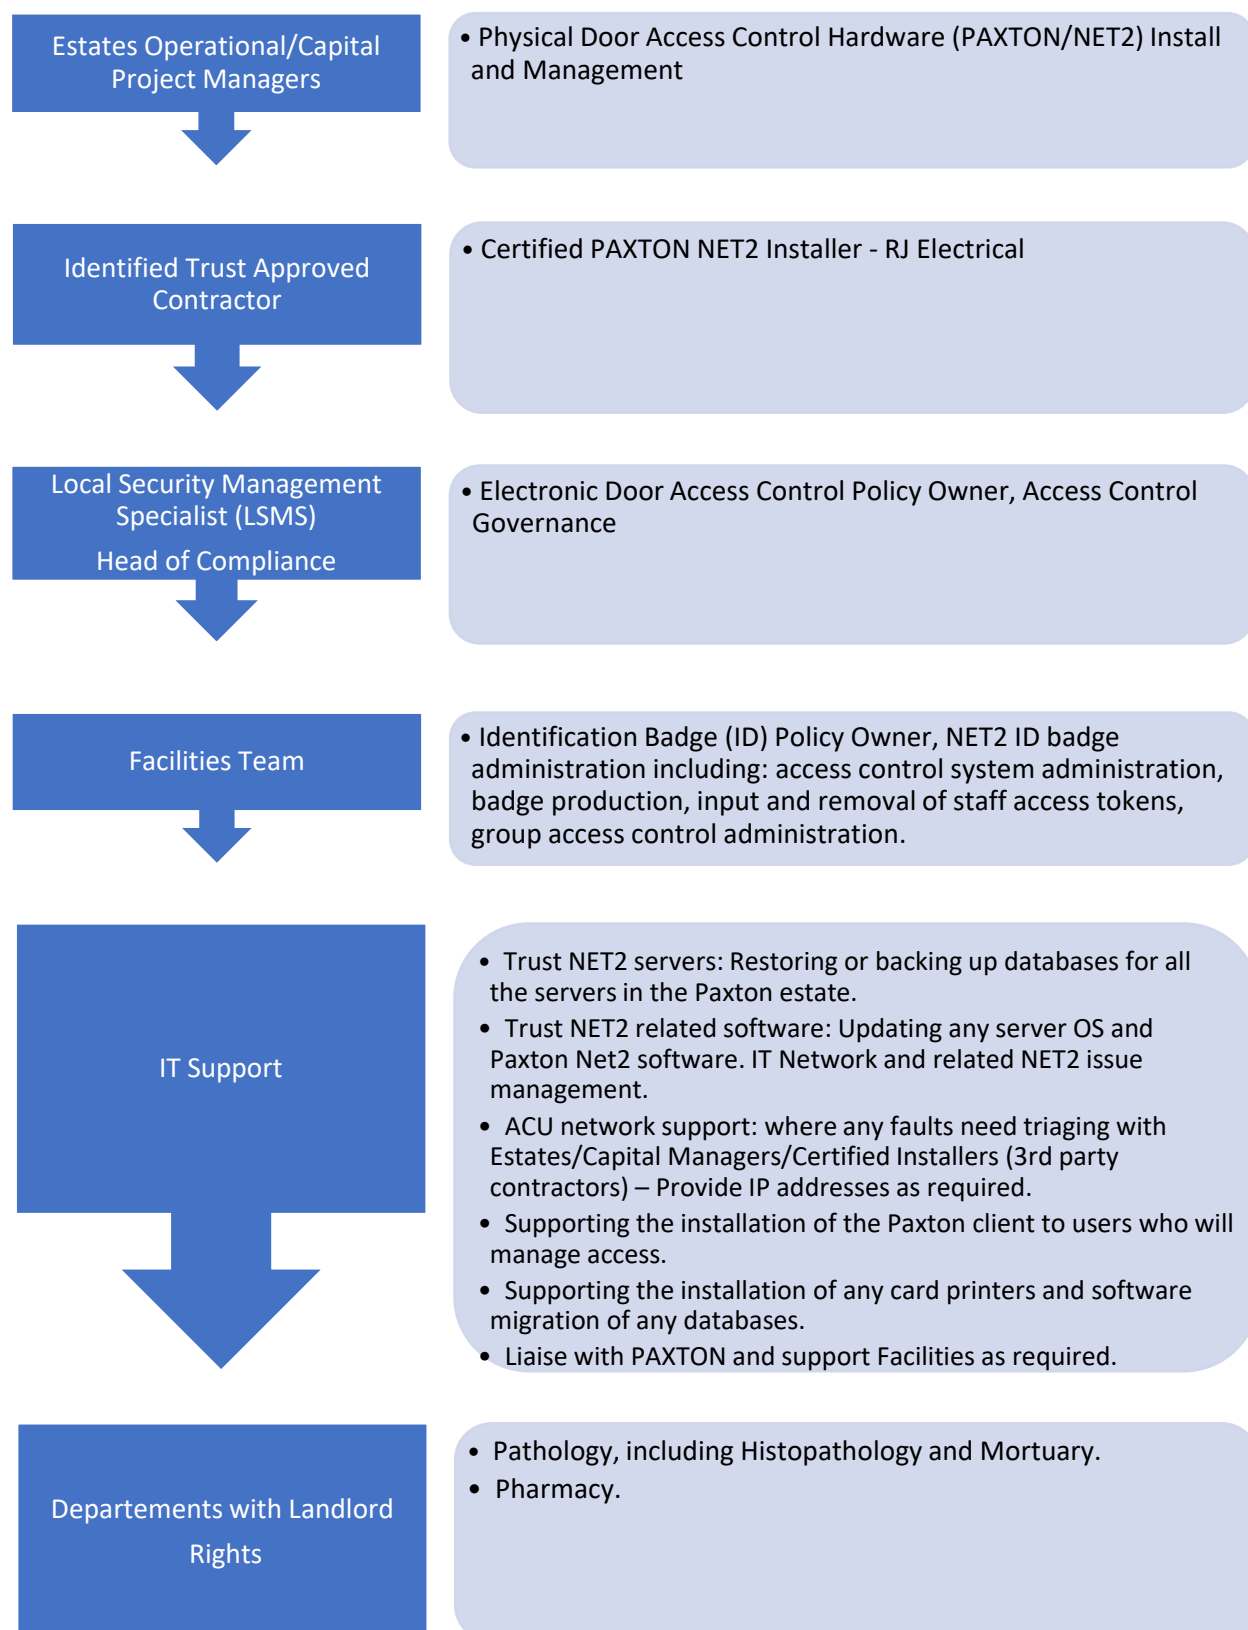 Estates Operational/Capital
Project Managers
• Physical Door Access Control Hardware (PAXTON/NET2) Install
and Management
Identified Trust Approved
Contractor
• Certified PAXTON NET2 Installer - RJ Electrical
Local Security Management
Specialist (LSMS)
Head of Compliance
• Electronic Door Access Control Policy Owner, Access Control
Governance
Facilities Team
• Identification Badge (ID) Policy Owner, NET2 ID badge
administration including: access control system administration,
badge production, input and removal of staff access tokens,
group access control administration.
IT Support
• Trust NET2 servers: Restoring or backing up databases for all
the servers in the Paxton estate.
• Trust NET2 related software: Updating any server OS and
Paxton Net2 software. IT Network and related NET2 issue
management.
• ACU network support: where any faults need triaging with
Estates/Capital Managers/Certified Installers (3rd party
contractors) – Provide IP addresses as required.
• Supporting the installation of the Paxton client to users who will
manage access.
• Supporting the installation of any card printers and software
migration of any databases.
• Liaise with PAXTON and support Facilities as required.
Departements with Landlord
Rights
• Pathology, including Histopathology and Mortuary.
• Pharmacy.